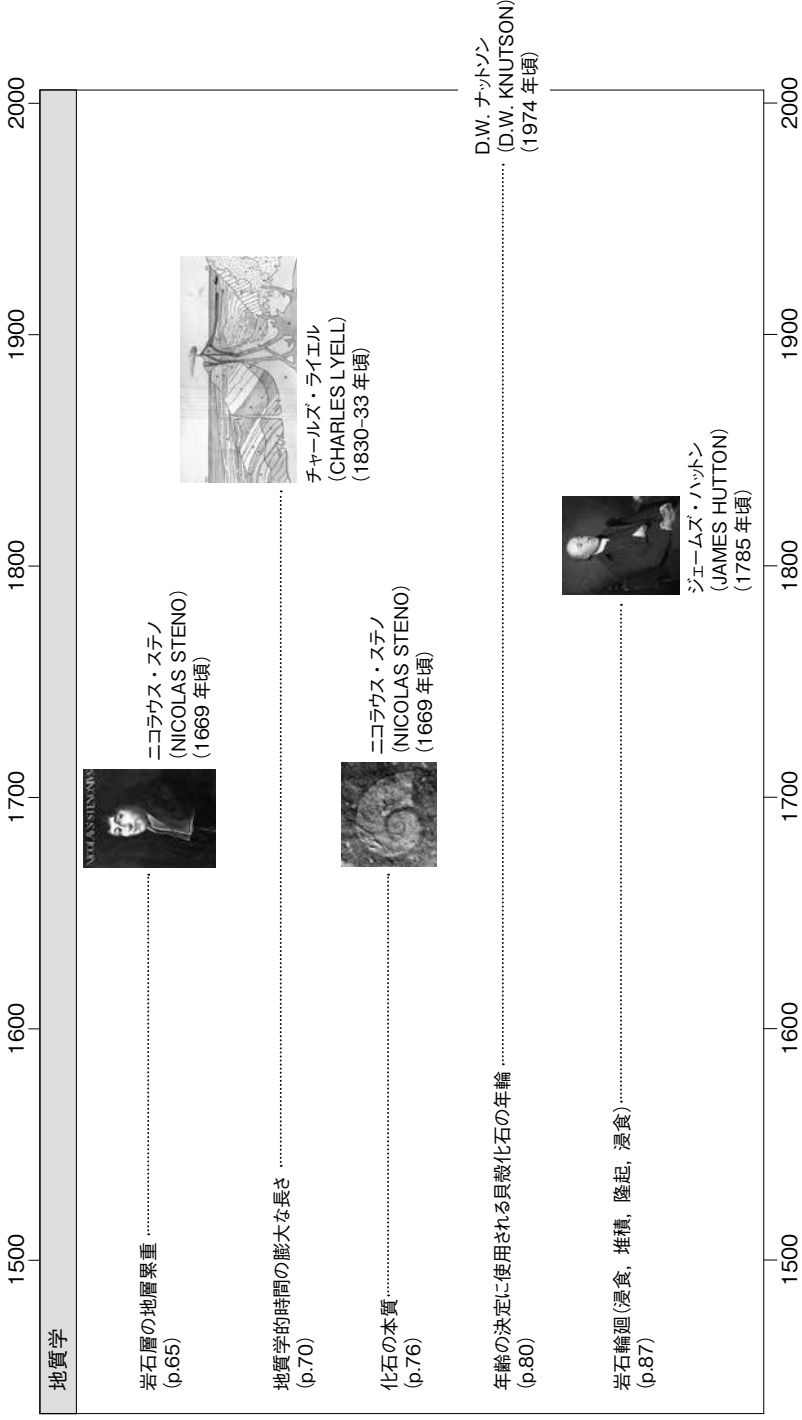 1500 1600 1700 1800 1900 2000
地質学
岩石層の地層累重
(p.65)
ニコラウス・ステノ
(NICOLAS STENO)
(1669 年頃)
NICOLAVS STENONIVS
地質学的時間の膨大な長さ
(p.70)
チャールズ・ライエル
(CHARLES LYELL)
(1830–33 年頃)
化石の本質
(p.76)
ニコラウス・ステノ
(NICOLAS STENO)
(1669 年頃)
年齢の決定に使用される貝殻化石の年輪
(p.80)
D.W. ナットソン
(D.W. KNUTSON)
(1974 年頃)
岩石輪廻(浸食,堆積,隆起,浸食)
(p.87)
ジェームズ・ハットン
(JAMES HUTTON)
(1785 年頃)
1500 1600 1700 1800 1900 2000